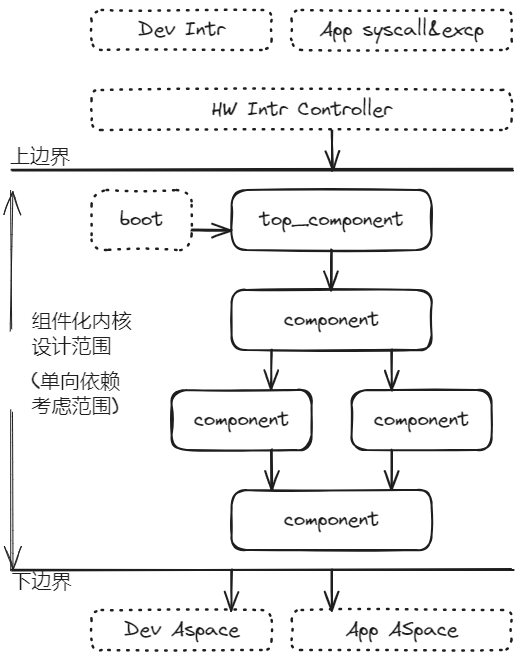 Dev Intr
App syscall&excp
HW Intr Controller
上边界
boot
top_component
组件化内核
设计范围
(单向依赖
考虑范围)
component
component
component
component
下边界
Dev Aspace
App ASpace